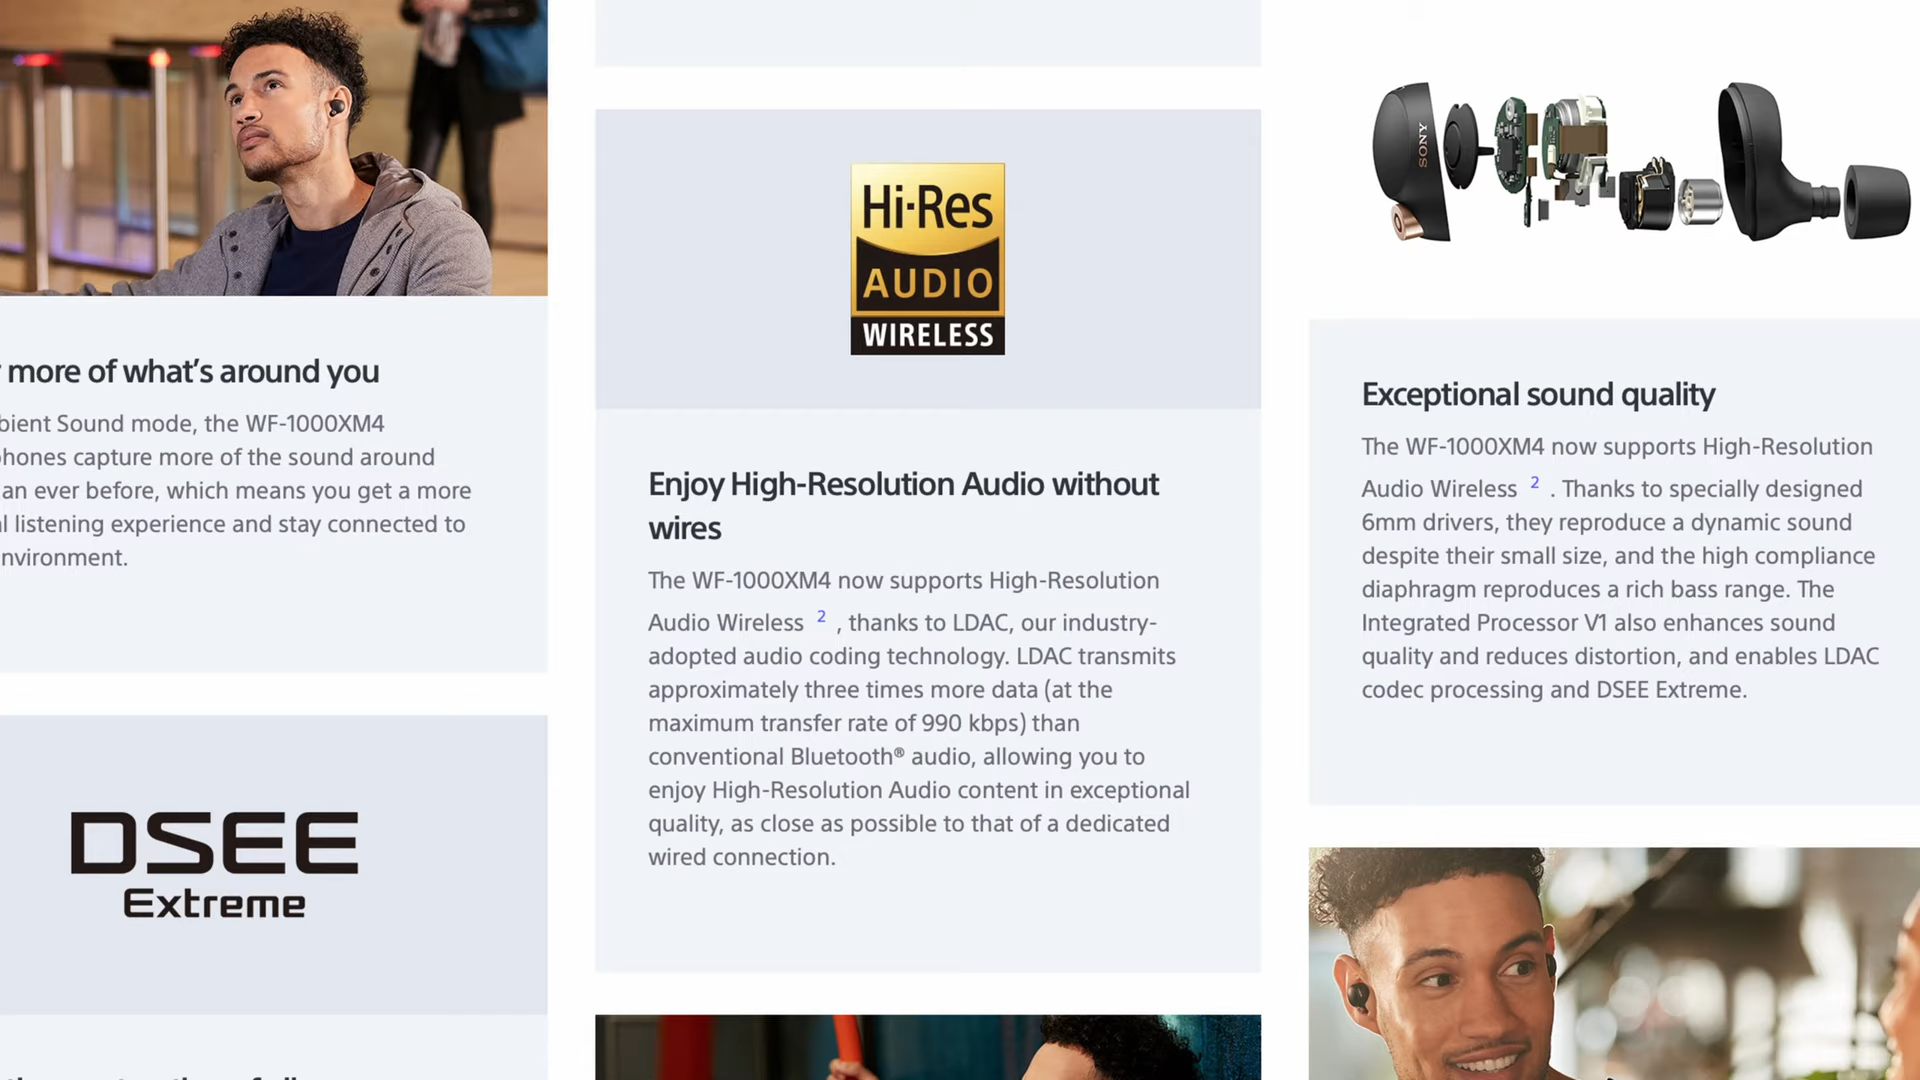 more of what's around you
bient Sound mode, the WF-1000XM4
phones capture more of the sound around
an ever before, which means you get a more
l listening experience and stay connected to
nvironment.
DSEE
Extreme
Hi-Res
AUDIO
WIRELESS
Enjoy High-Resolution Audio without
wires
The WF-1000XM4 now supports High-Resolution
Audio Wireless 2 , thanks to LDAC, our industry-
adopted audio coding technology. LDAC transmits
approximately three times more data (at the
maximum transfer rate of 990 kbps) than
conventional Bluetooth® audio, allowing you to
enjoy High-Resolution Audio content in exceptional
quality, as close as possible to that of a dedicated
wired connection.
SONY
Exceptional sound quality
The WF-1000XM4 now supports High-Resolution
Audio Wireless 2 . Thanks to specially designed
6mm drivers, they reproduce a dynamic sound
despite their small size, and the high compliance
diaphragm reproduces a rich bass range. The
Integrated Processor V1 also enhances sound
quality and reduces distortion, and enables LDAC
codec processing and DSEE Extreme.